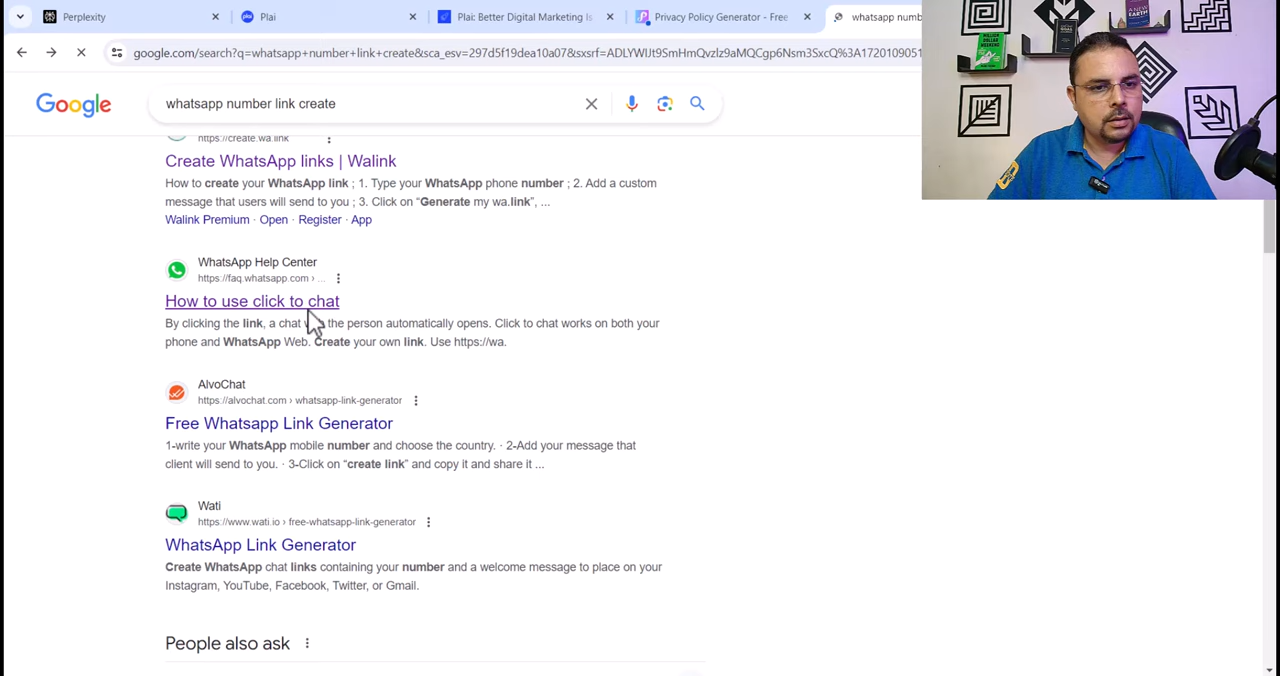 Perplexity
Plai
Plai: Better Digital Marketing Is
Privacy Policy Generator - Free
whatsapp numb
google.com/search?q=whatsapp+number+link+create&sca_esv=297d5f19dea10a07&sxsrf=ADLYWIJt9SmHmQvzlz9aMQCgp6Nsm3SxcQ%3A1720109051
Google
whatsapp number link create
https://create.wa.link
Create WhatsApp links | Walink
How to create your WhatsApp link ; 1. Type your WhatsApp phone number ; 2. Add a custom
message that users will send to you ; 3. Click on “Generate my wa.link”, ...
Walink Premium · Open · Register · App
WhatsApp Help Center
https://faq.whatsapp.com › ...
How to use click to chat
By clicking the link, a chat the person automatically opens. Click to chat works on both your
phone and WhatsApp Web. Create your own link. Use https://wa.
AlvoChat
https://alvochat.com › whatsapp-link-generator
Free Whatsapp Link Generator
1-write your WhatsApp mobile number and choose the country. · 2-Add your message that
client will send to you. · 3-Click on “create link” and copy it and share it ...
Wati
https://www.wati.io › free-whatsapp-link-generator
WhatsApp Link Generator
Create WhatsApp chat links containing your number and a welcome message to place on your
Instagram, YouTube, Facebook, Twitter, or Gmail.
People also ask